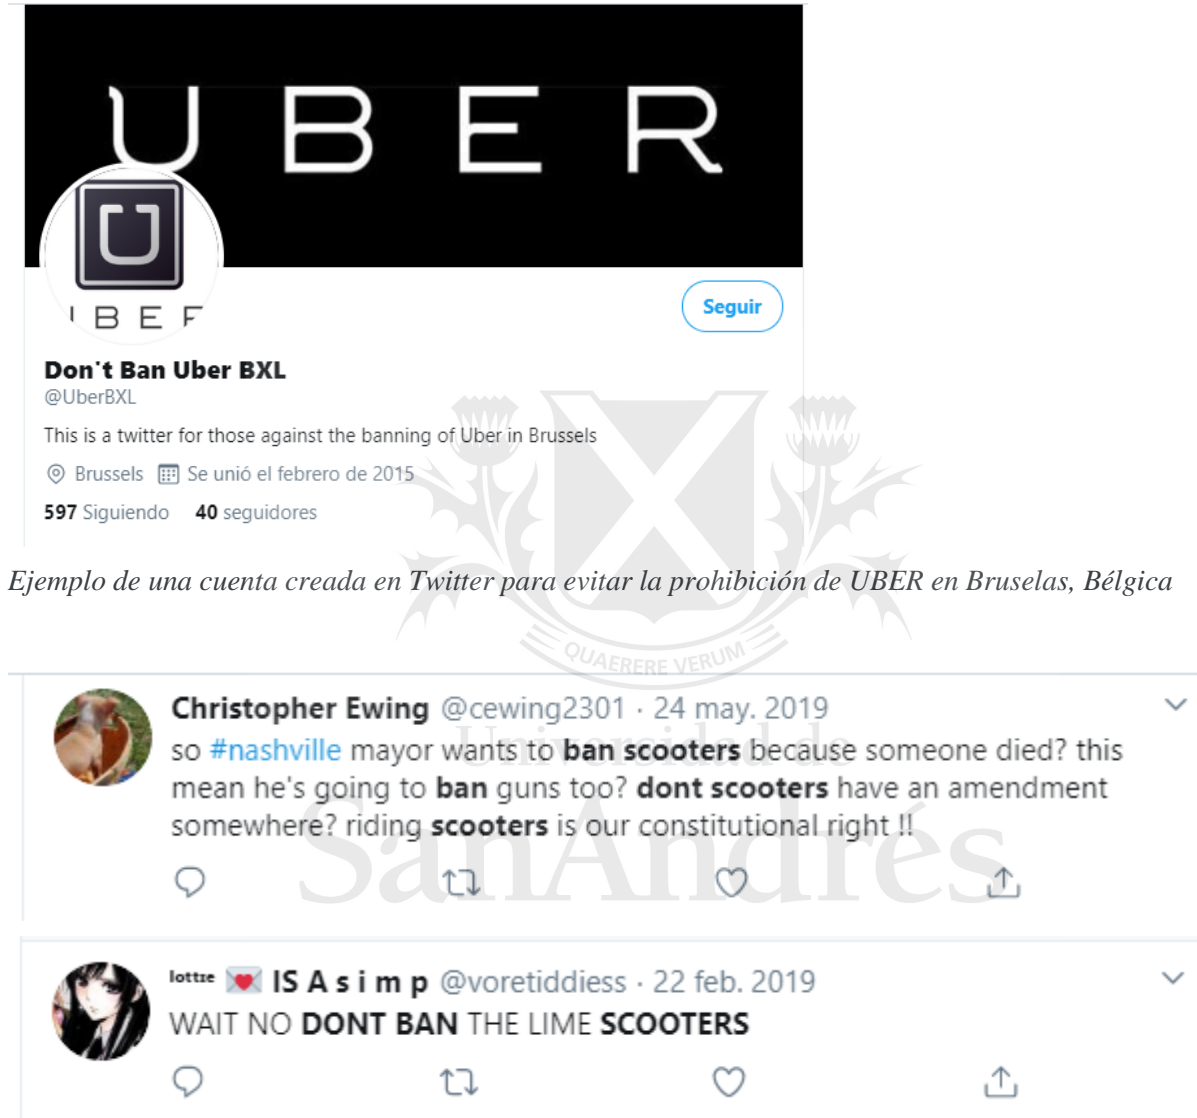 UBER
U
UBER
Seguir
Don't Ban Uber BXL
@UberBXL
This is a twitter for those against the banning of Uber in Brussels
Brussels Se unió el febrero de 2015
597 Siguiendo 40 seguidores
Ejemplo de una cuenta creada en Twitter para evitar la prohibición de UBER en Bruselas, Bélgica
QUAERERE VERUM
Christopher Ewing @cewing2301 · 24 may. 2019
Universidad de
so #nashville mayor wants to ban scooters because someone died? this
mean he's going to ban guns too? dont scooters have an amendment
somewhere? riding scooters is our constitutional right !!
SanAndrés
lottie 💌 IS A s i m p @voretiddiess · 22 feb. 2019
WAIT NO DONT BAN THE LIME SCOOTERS